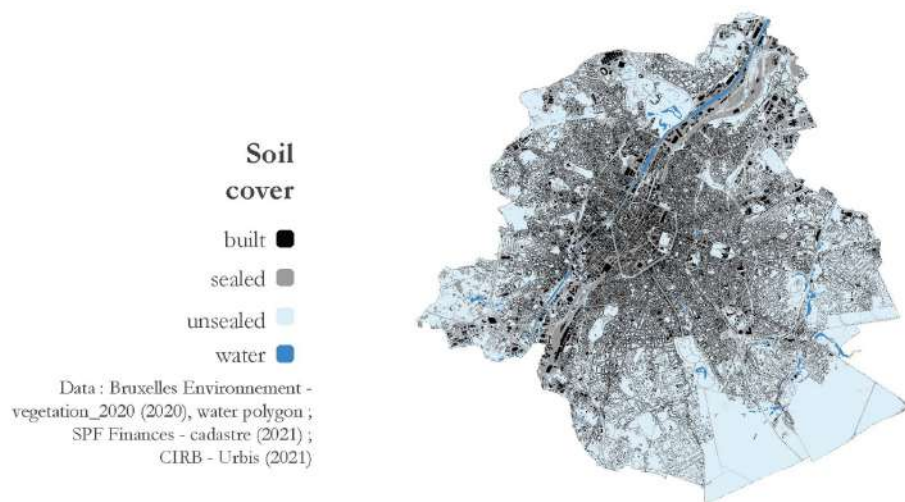 Soil
cover
built
sealed
unsealed
water
Data : Bruxelles Environnement -
vegetation_2020 (2020), water polygon ;
SPF Finances - cadastre (2021) ;
CIRB - Urbis (2021)